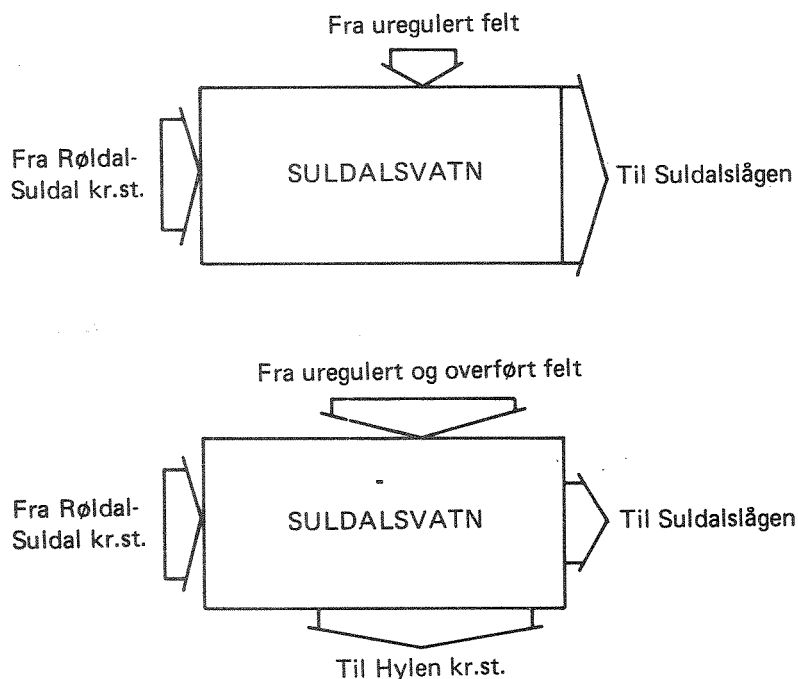 Fra uregulert felt
Fra Røldal-
Suldal kr.st.
SULDALSVATN
Til Suldalslågen
Fra uregulert og overført felt
Fra Røldal-
Suldal kr.st.
SULDALSVATN
Til Suldalslågen
Til Hylen kr.st.